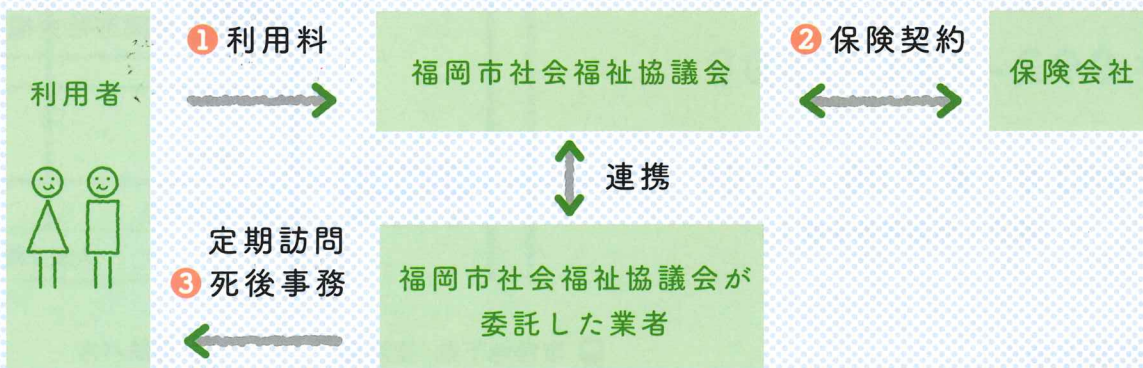 利用者
❶利用料
福岡市社会福祉協議会
❷保険契約
保険会社
連携
定期訪問
❸死後事務
福岡市社会福祉協議会が
委託した業者